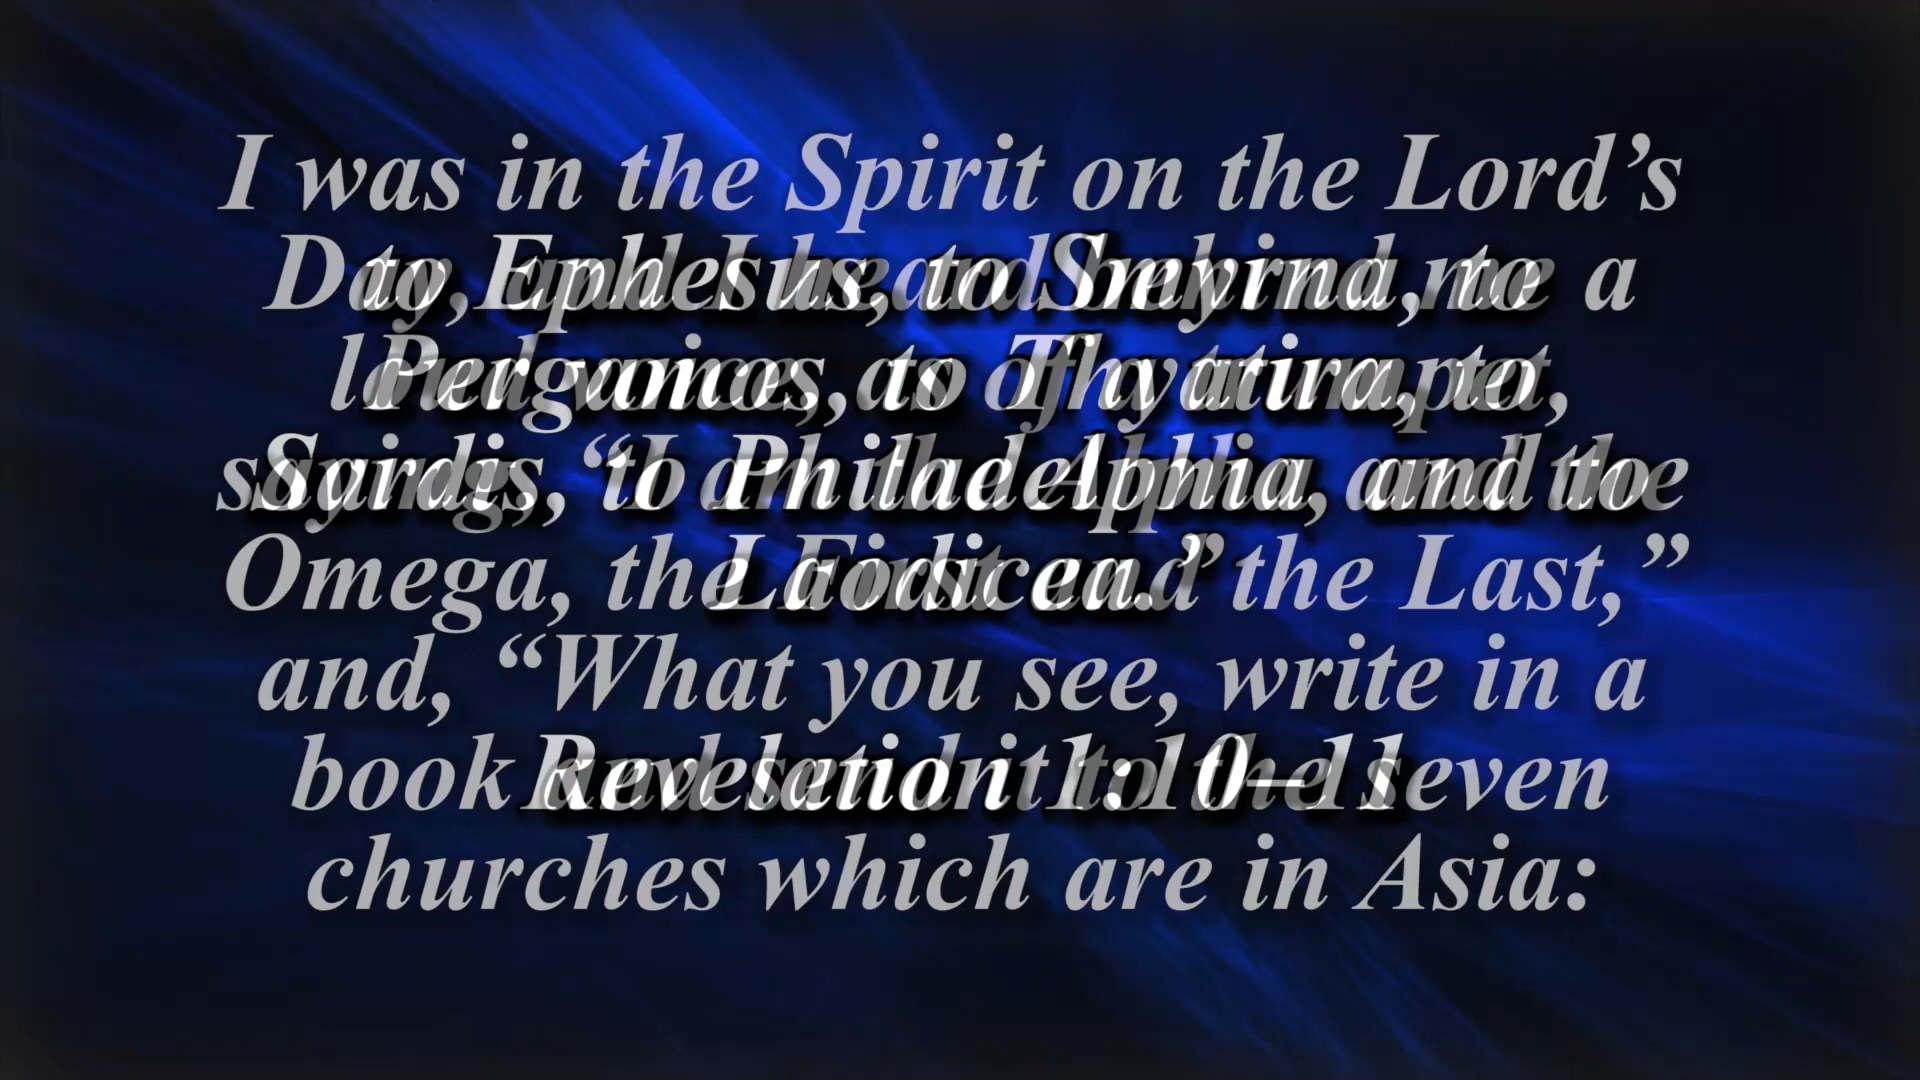 I was in the Spirit on the Lord’s
Day, and I heard behind me a
loud voice, as of a trumpet,
saying, “I am the Alpha and the
Omega, the First and the Last,”
and, “What you see, write in a
book and send it to the seven
churches which are in Asia:
to Ephesus, to Smyrna, to
Pergamos, to Thyatira, to
Sardis, to Philadelphia, and to
Laodicea.”
Revelation 1:10–11